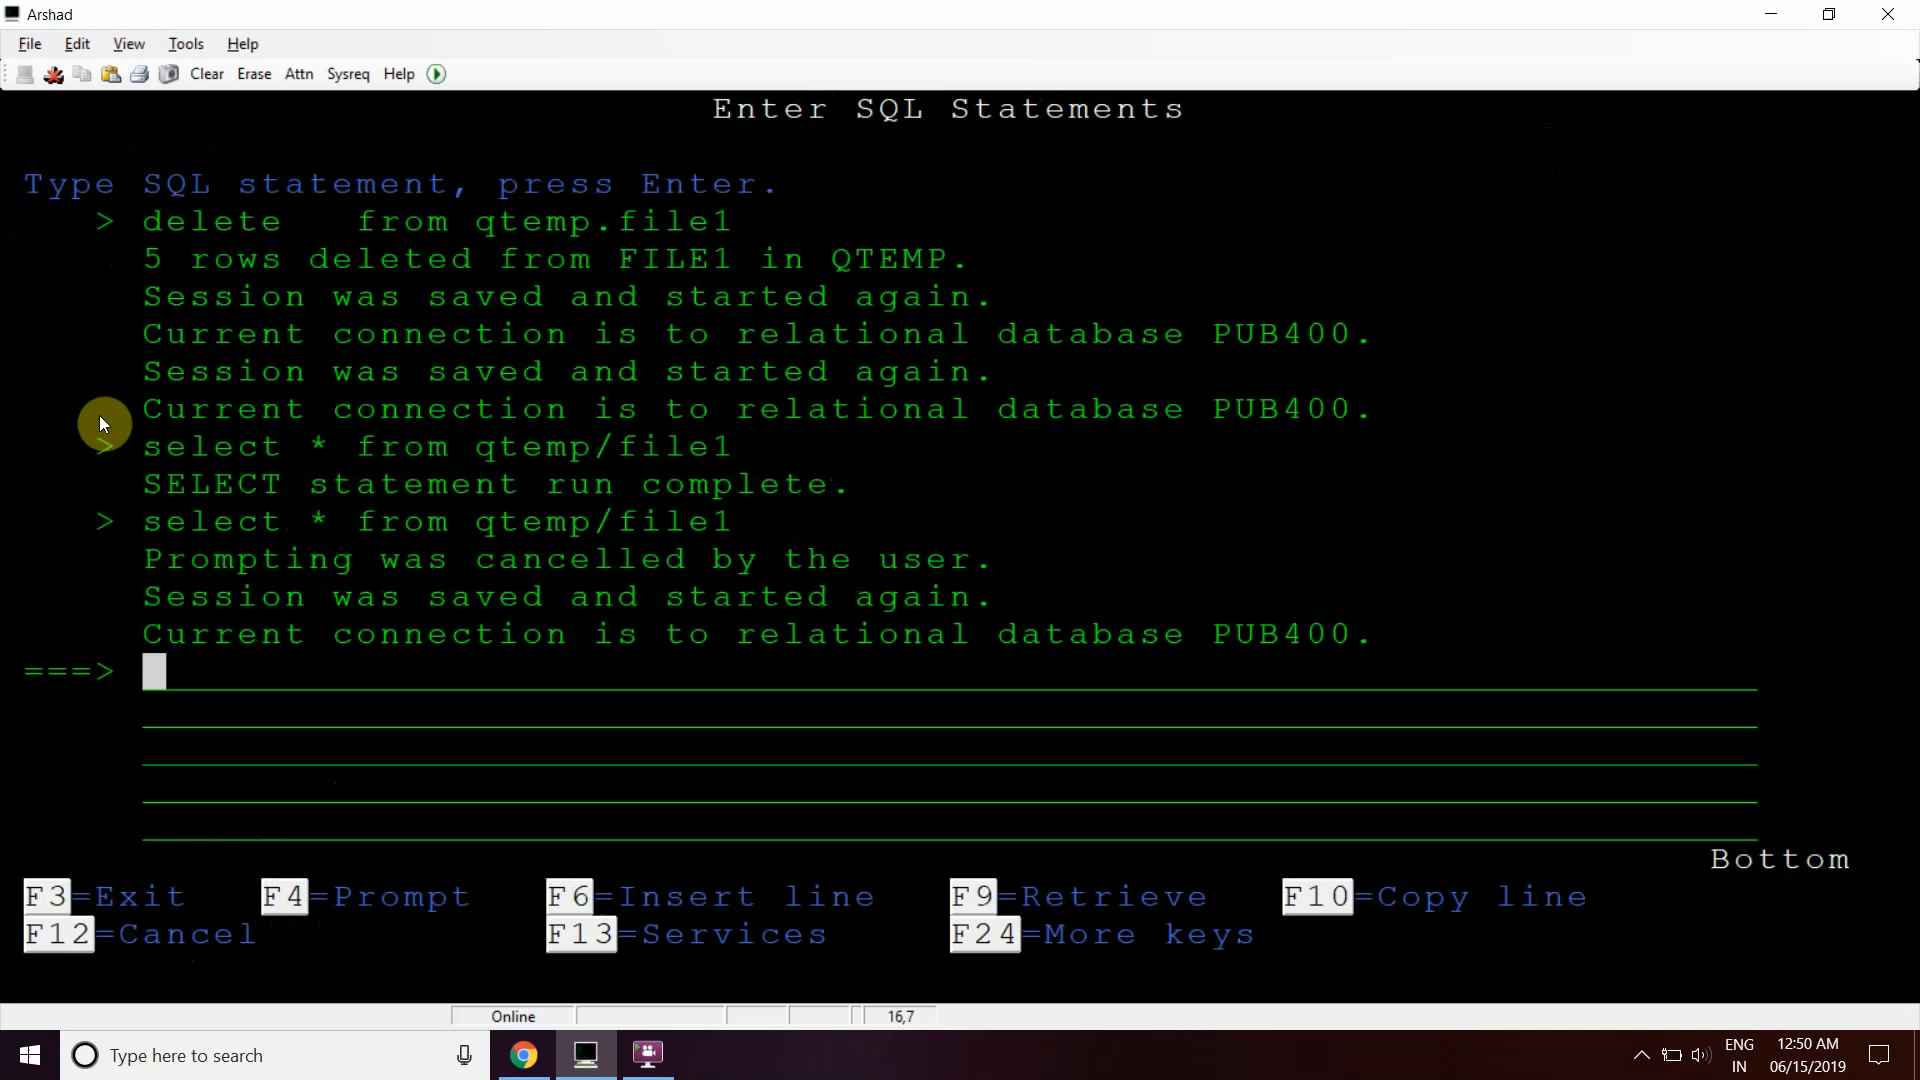 Arshad
File Edit View Tools Help
Clear Erase Attn Sysreq Help
Enter SQL Statements
Type SQL statement, press Enter.
> delete from qtemp.file1
5 rows deleted from FILE1 in QTEMP.
Session was saved and started again.
Current connection is to relational database PUB400.
Session was saved and started again.
Current connection is to relational database PUB400.
> select * from qtemp/file1
SELECT statement run complete.
> select * from qtemp/file1
Prompting was cancelled by the user.
Session was saved and started again.
Current connection is to relational database PUB400.
===>
Bottom
F3=Exit F4=Prompt F6=Insert line F9=Retrieve F10=Copy line
F12=Cancel F13=Services F24=More keys
Online 16,7
Type here to search
ENG 12:50 AM
IN 06/15/2019